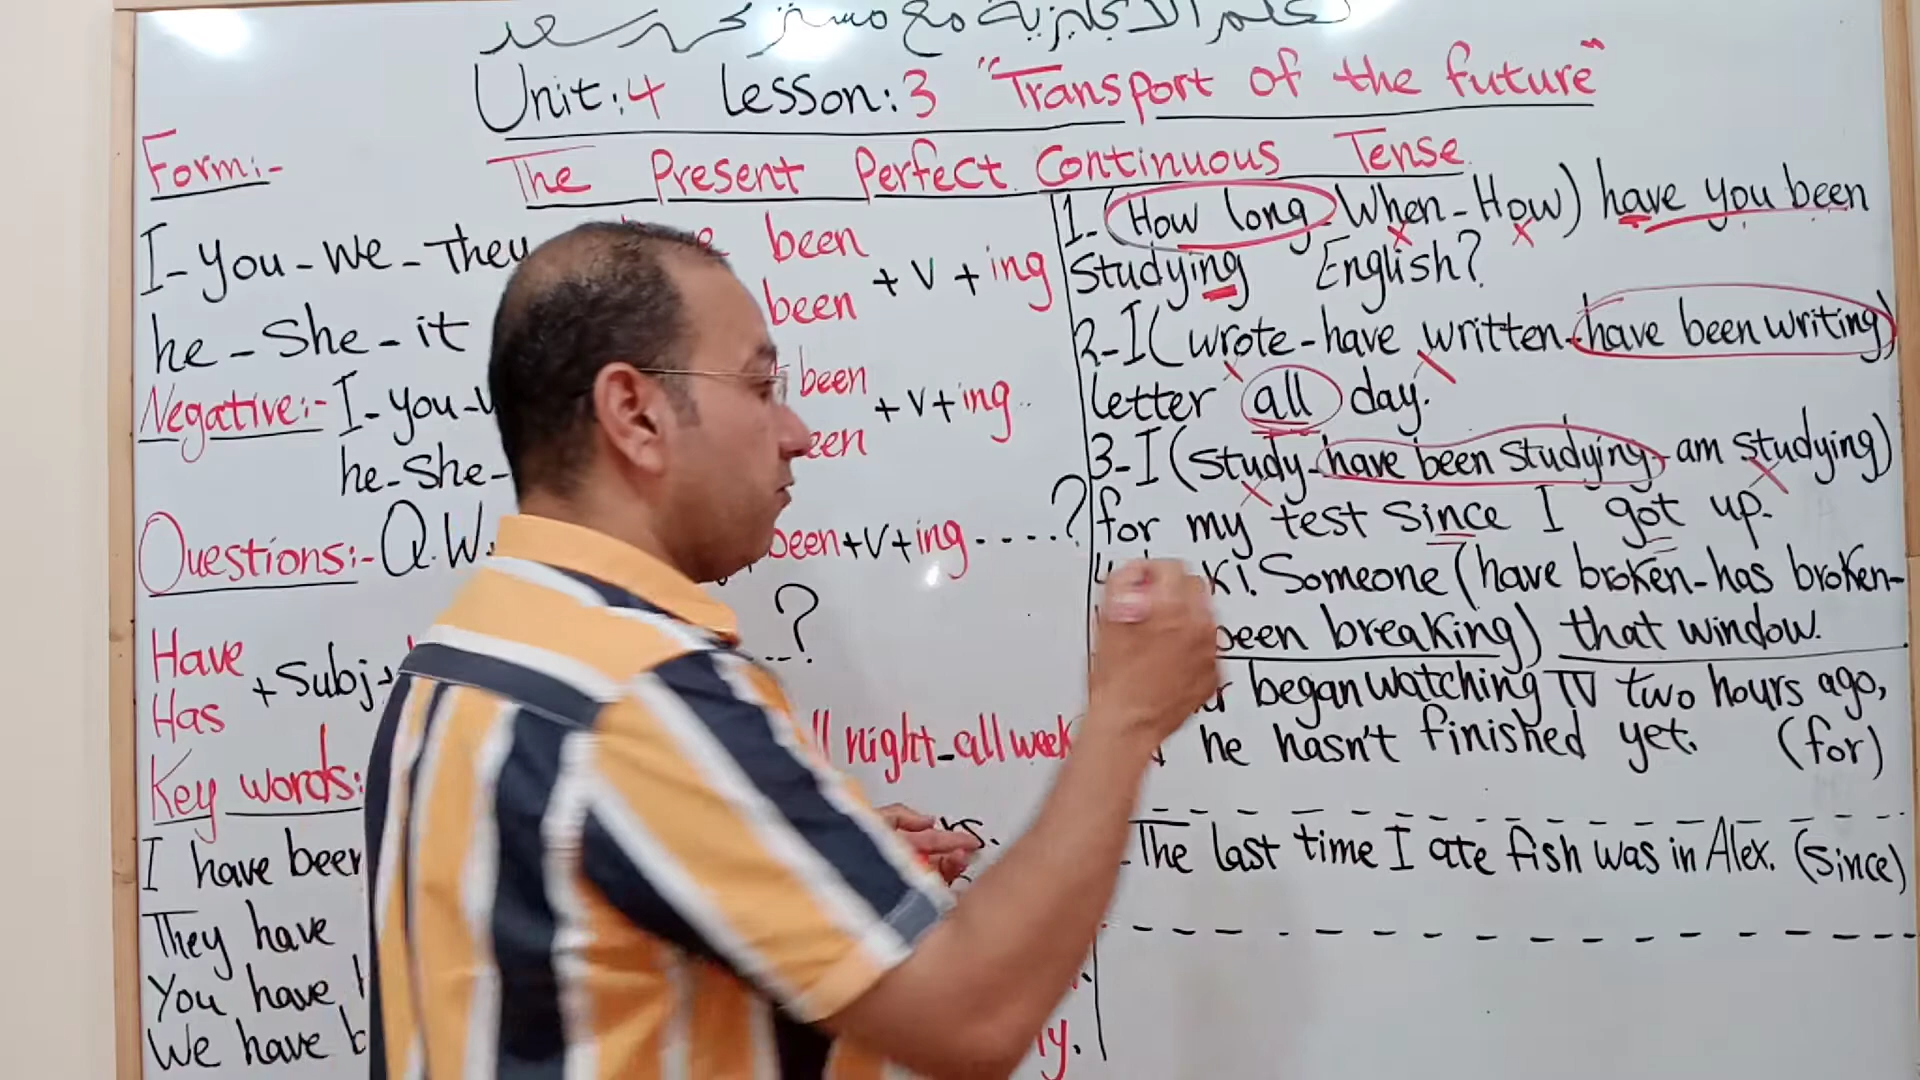 تعلم الانجليزية مع مستر محمد سعد
Unit:4 lesson:3 "Transport of the future"
The Present Perfect Continuous Tense
Form:-
I-you-we-they been
he-She-it been + V + ing
Negative:- I-you- been
he-She- + V + ing
Questions:- Q.W. been+V+ing ----?
Have
Has + Subj+ ?
Key words: night-all week
I have been
They have
You have
We have
1-(How long-When-How) have you been
Studying English?
2-I( wrote-have written-have been writing)
letter all day.
3-I (study-have been studying-am studying)
for my test since I got up.
Someone (have broken-has broken-
been breaking) that window.
began watching TV two hours ago,
he hasn't finished yet. (for)
The last time I ate fish was in Alex. (since)